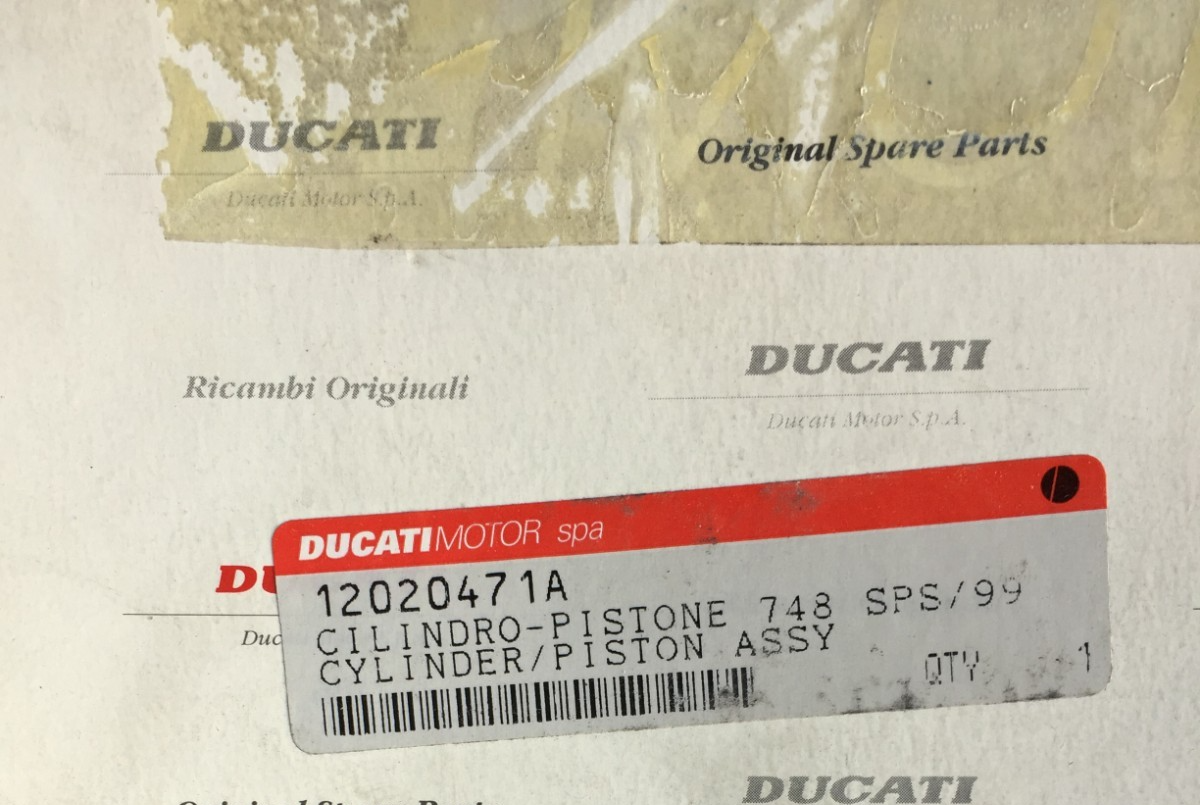 DUCATI
Ducati Motor S.p.A.
Original Spare Parts
Ricambi Originali
DUCATI
Ducati Motor S.p.A.
DUCATIMOTOR spa
12020471A
CILINDRO-PISTONE 748 SPS/99
CYLINDER/PISTON ASSY
QTY 1
DUCATI